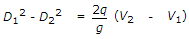 D₁² - D₂² = 2q/g (V₂ - V₁)